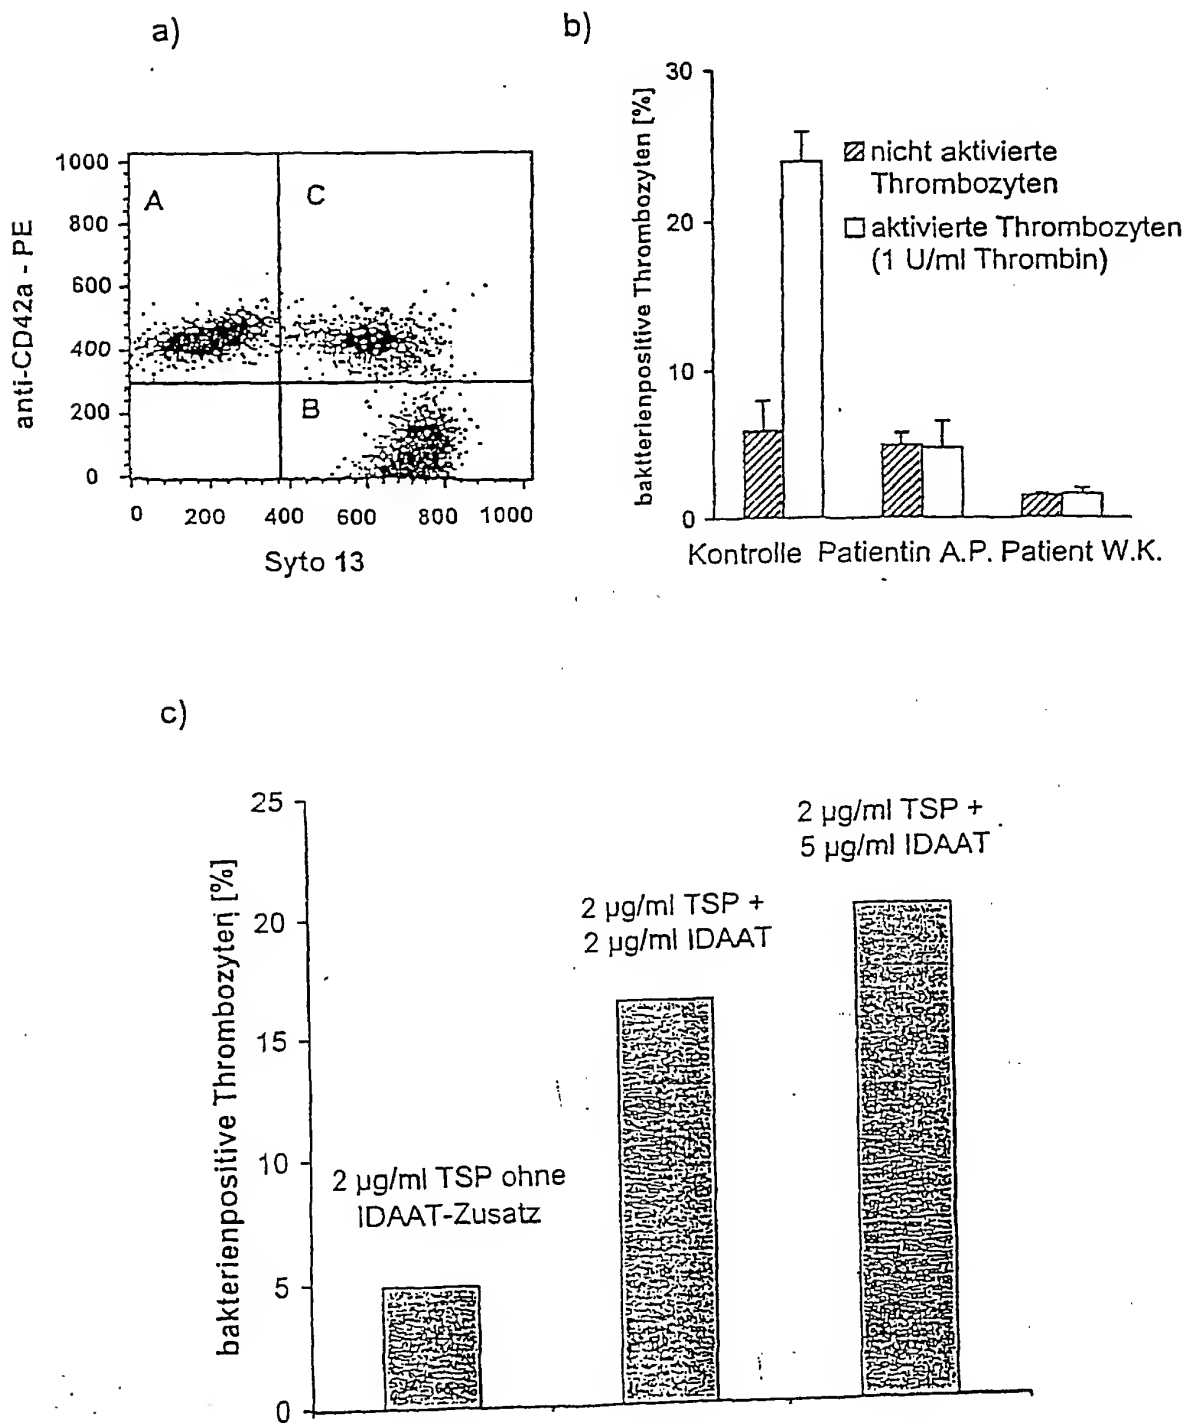 a)
anti-CD42a - PE
1000
800
600
400
200
0
A
C
B
0 200 400 600 800 1000
Syto 13
b)
bakterienpositive Thrombozyten [%]
30
20
10
0
nicht aktivierte
Thrombozyten
aktivierte Thrombozyten
(1 U/ml Thrombin)
Kontrolle Patientin A.P. Patient W.K.
c)
bakterienpositive Thrombozyten [%]
25
20
15
10
5
0
2 µg/ml TSP ohne
IDAAT-Zusatz
2 µg/ml TSP +
2 µg/ml IDAAT
2 µg/ml TSP +
5 µg/ml IDAAT